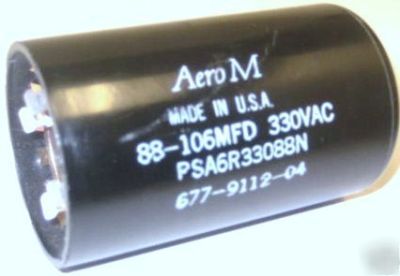 Aero M
MADE IN U.S.A.
88-106MFD 330VAC
PSA6R33088N
677-9112-04